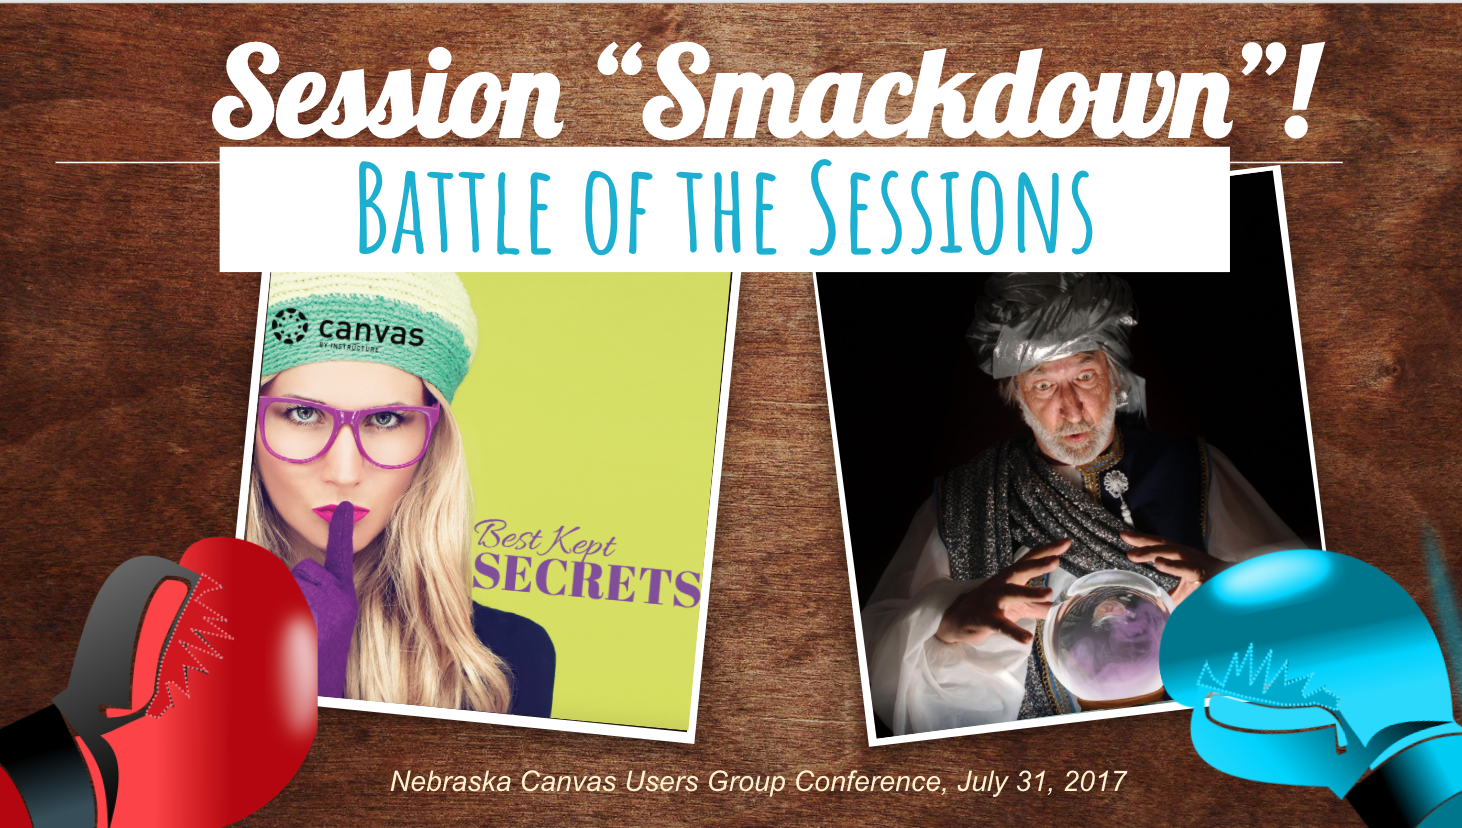 Session “Smackdown”!
BATTLE OF THE SESSIONS
canvas
BY INSTRUCTURE
Best Kept
SECRETS
Nebraska Canvas Users Group Conference, July 31, 2017